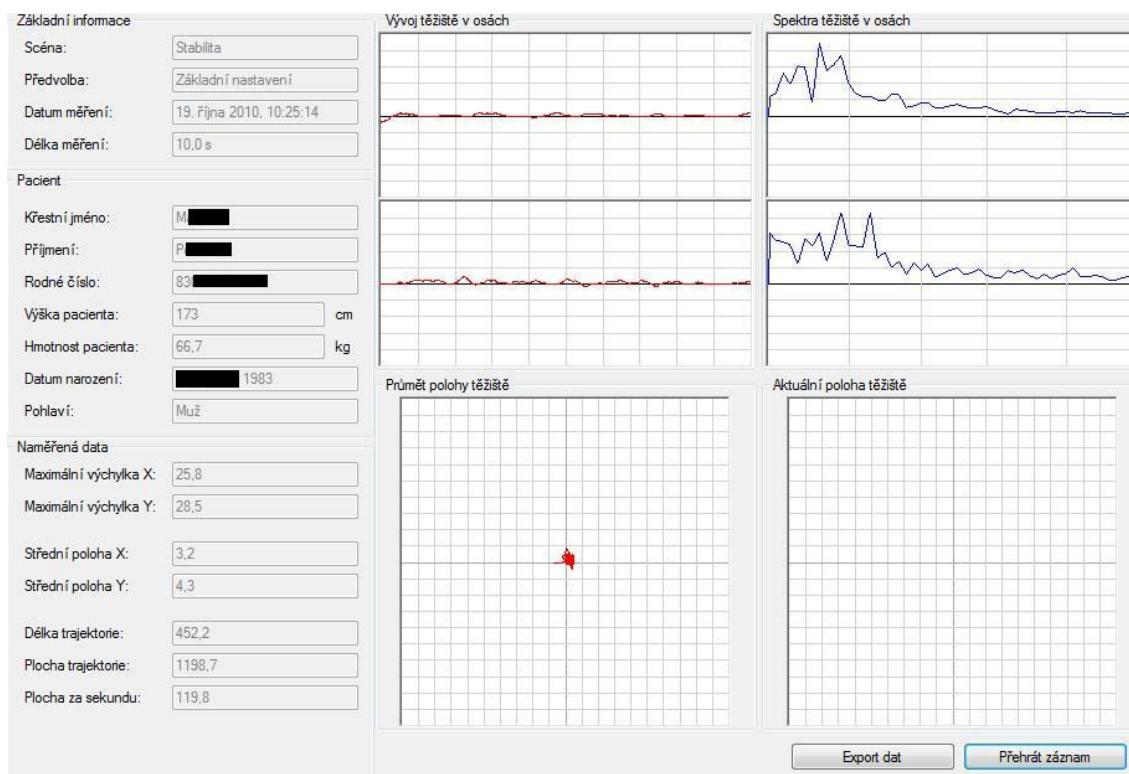 Základní informace
Scéna: Stabilita
Předvolba: Základní nastavení
Datum měření: 19. října 2010, 10:25:14
Délka měření: 10,0 s
Pacient
Křestní jméno: M
Příjmení: P
Rodné číslo: 83
Výška pacienta: 173 cm
Hmotnost pacienta: 66,7 kg
Datum narození: 1983
Pohlaví: Muž
Naměřená data
Maximální výchylka X: 25,8
Maximální výchylka Y: 28,5
Střední poloha X: 3,2
Střední poloha Y: 4,3
Délka trajektorie: 452,2
Plocha trajektorie: 1198,7
Plocha za sekundu: 119,8
Vývoj těžiště v osách
Spektra těžiště v osách
Průmět polohy těžiště
Aktuální poloha těžiště
Export dat
Přehrát záznam